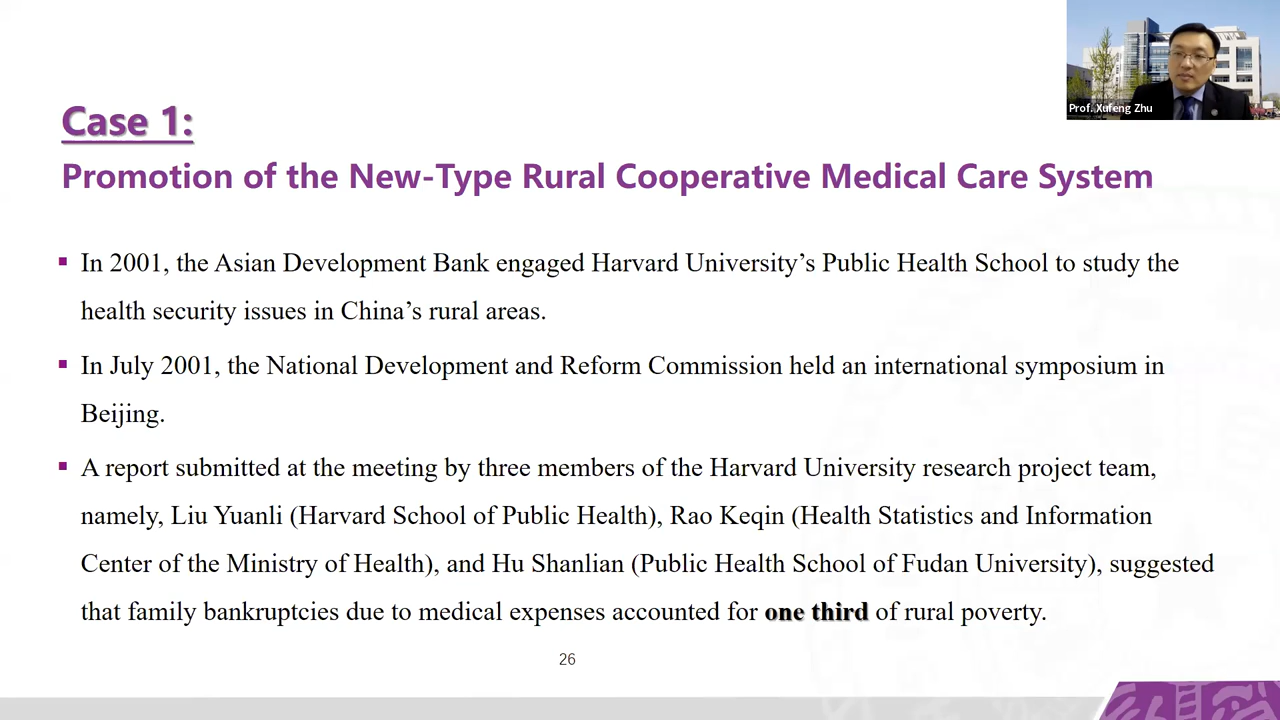 Prof. Xufeng Zhu
Case 1:
Promotion of the New-Type Rural Cooperative Medical Care System
▪ In 2001, the Asian Development Bank engaged Harvard University’s Public Health School to study the
health security issues in China’s rural areas.
▪ In July 2001, the National Development and Reform Commission held an international symposium in
Beijing.
▪ A report submitted at the meeting by three members of the Harvard University research project team,
namely, Liu Yuanli (Harvard School of Public Health), Rao Keqin (Health Statistics and Information
Center of the Ministry of Health), and Hu Shanlian (Public Health School of Fudan University), suggested
that family bankruptcies due to medical expenses accounted for one third of rural poverty.
26